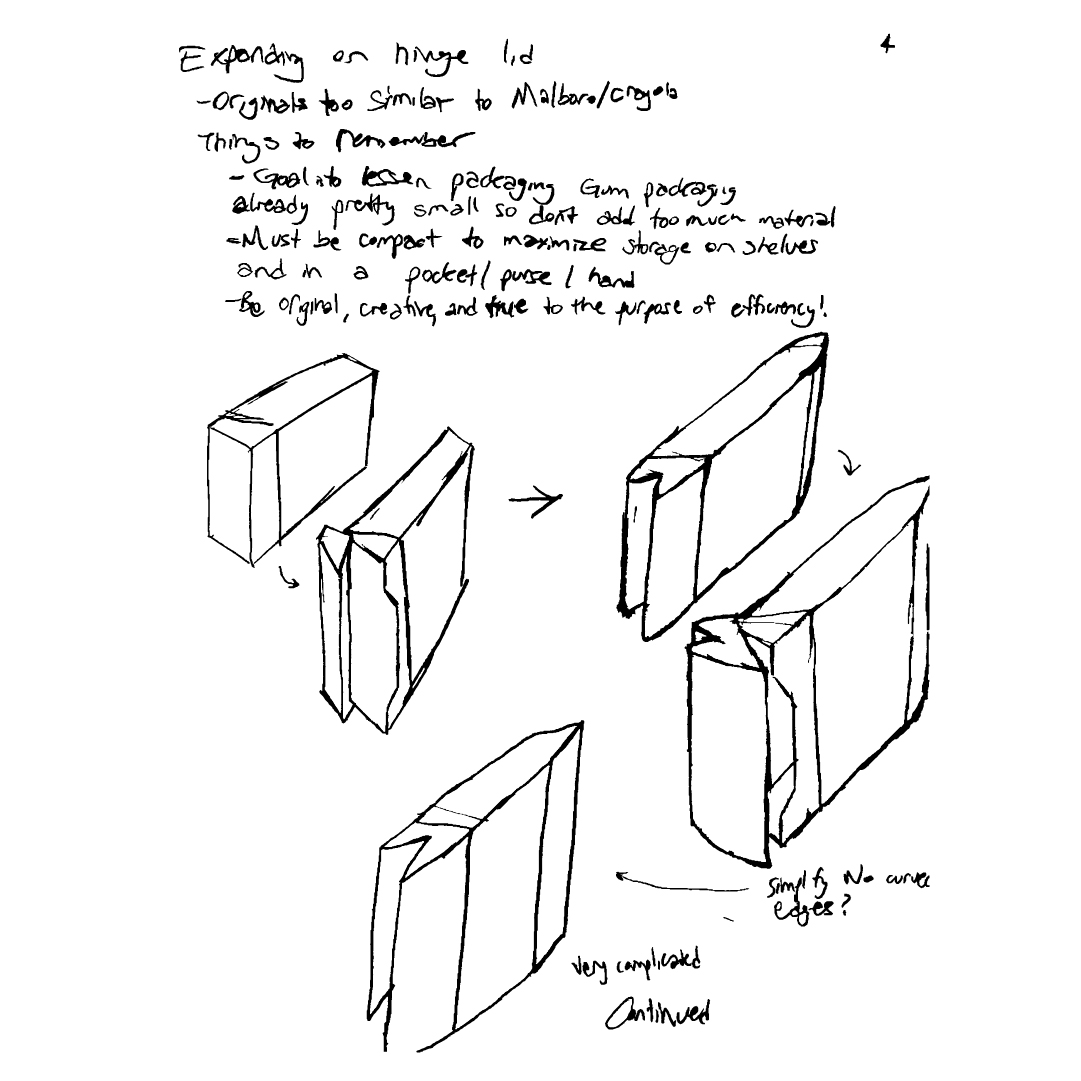 Expanding on hinge lid
4
-Originals too similar to Malboro/crayola
Things to remember
- Goal is to lessen packaging Gum packaging
already pretty small so don't add too much material
-Must be compact to maximize storage on shelves
and in a pocket/ purse / hand
-Be original, creative, and true to the purpose of efficiency!
Simplify No curved
edges?
very complicated
Continued